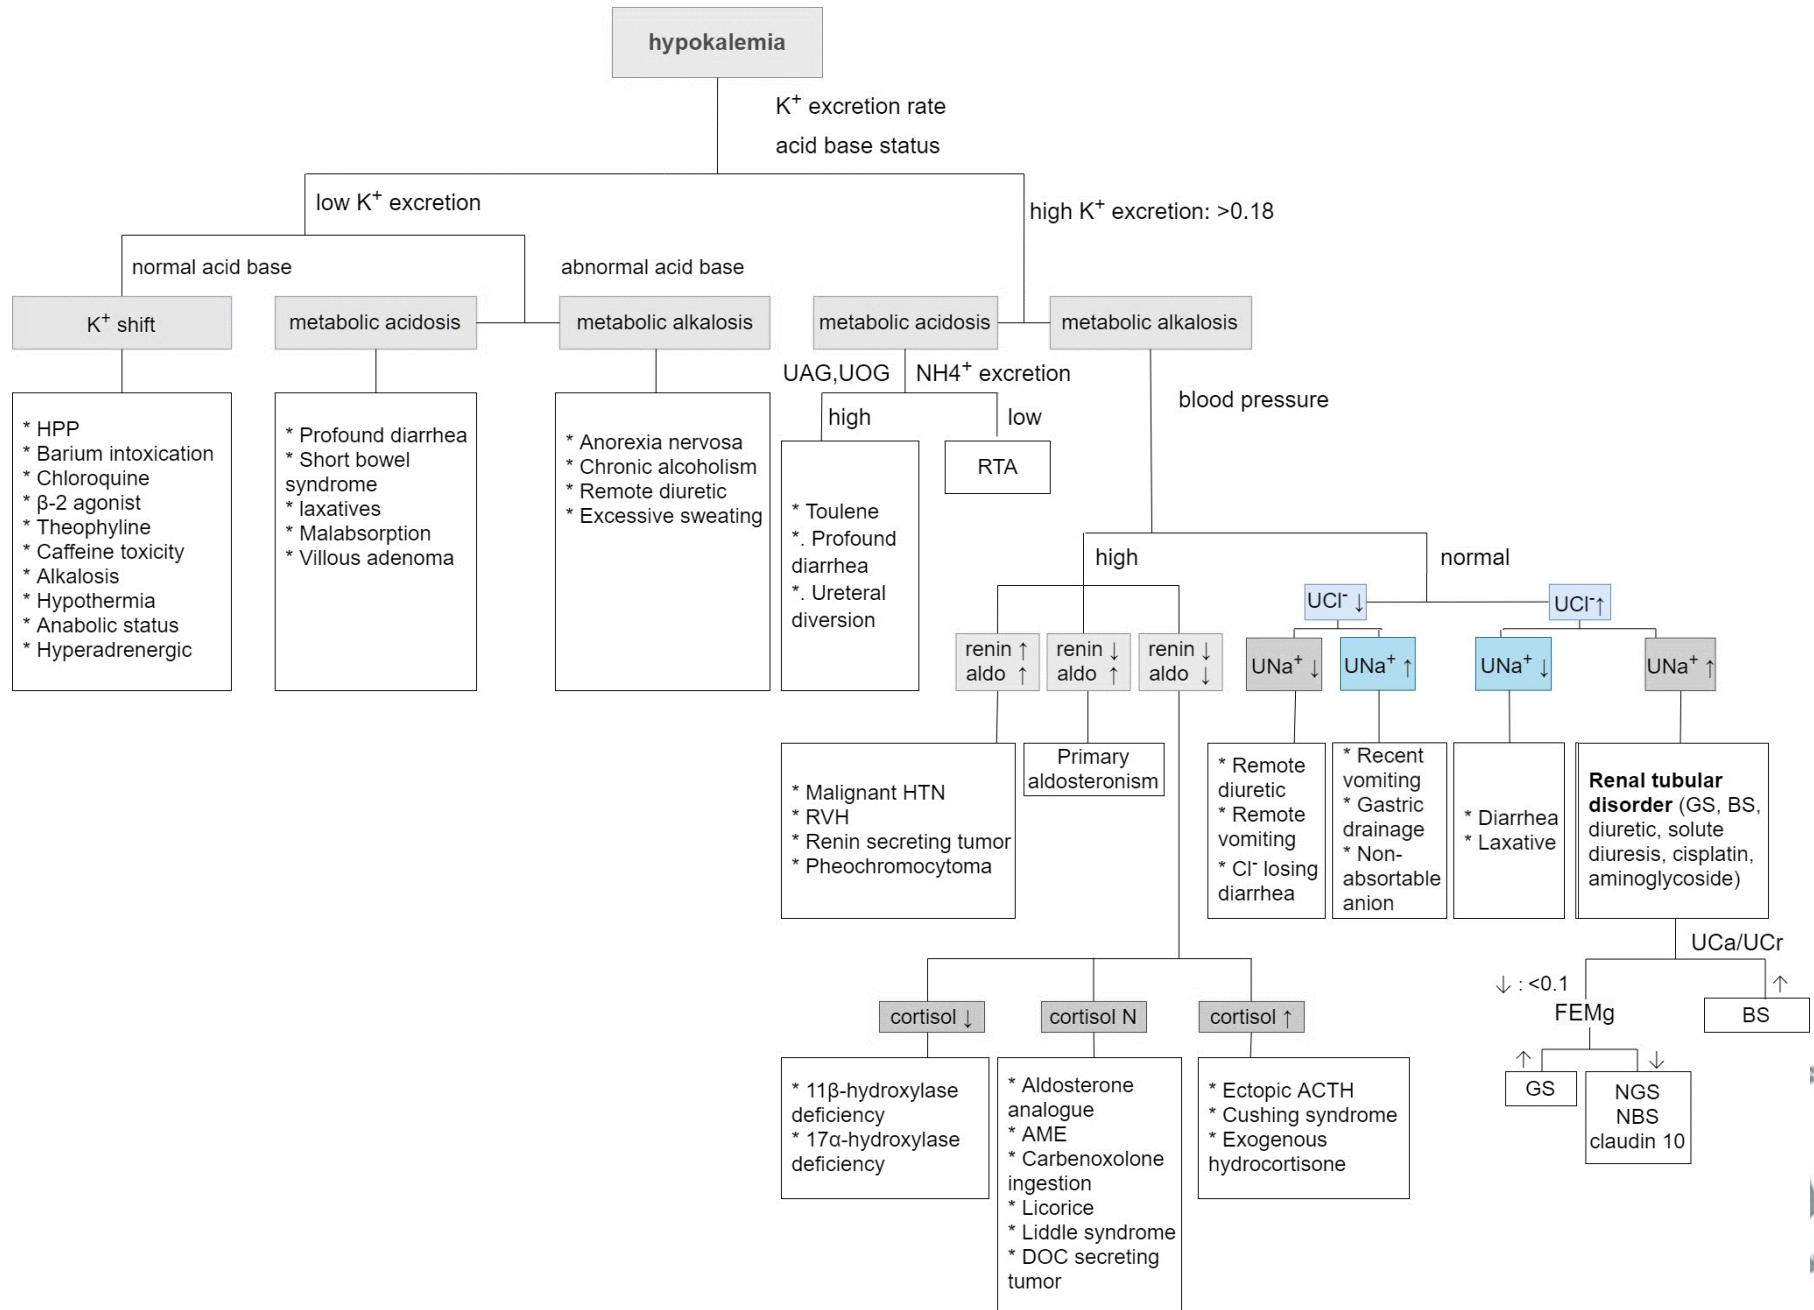 hypokalemia
K+ excretion rate
acid base status
low K+ excretion
high K+ excretion: >0.18
normal acid base
abnormal acid base
K+ shift
metabolic acidosis
metabolic alkalosis
metabolic acidosis
metabolic alkalosis
* HPP
* Barium intoxication
* Chloroquine
* β-2 agonist
* Theophyline
* Caffeine toxicity
* Alkalosis
* Hypothermia
* Anabolic status
* Hyperadrenergic
* Profound diarrhea
* Short bowel
syndrome
* laxatives
* Malabsorption
* Villous adenoma
* Anorexia nervosa
* Chronic alcoholism
* Remote diuretic
* Excessive sweating
UAG,UOG
NH4+ excretion
high
low
* Toulene
*. Profound
diarrhea
*. Ureteral
diversion
RTA
blood pressure
high
normal
renin ↑
aldo ↑
renin ↓
aldo ↑
renin ↓
aldo ↓
UCl- ↓
UCl-↑
UNa+ ↓
UNa+ ↑
UNa+ ↓
UNa+ ↑
* Malignant HTN
* RVH
* Renin secreting tumor
* Pheochromocytoma
Primary
aldosteronism
* Remote
diuretic
* Remote
vomiting
* Cl- losing
diarrhea
* Recent
vomiting
* Gastric
drainage
* Non-
absortable
anion
* Diarrhea
* Laxative
Renal tubular
disorder (GS, BS,
diuretic, solute
diuresis, cisplatin,
aminoglycoside)
UCa/UCr
↓ : <0.1
FEMg
↑
BS
↑
GS
↓
NGS
NBS
claudin 10
cortisol ↓
cortisol N
cortisol ↑
* 11β-hydroxylase
deficiency
* 17α-hydroxylase
deficiency
* Aldosterone
analogue
* AME
* Carbenoxolone
ingestion
* Licorice
* Liddle syndrome
* DOC secreting
tumor
* Ectopic ACTH
* Cushing syndrome
* Exogenous
hydrocortisone